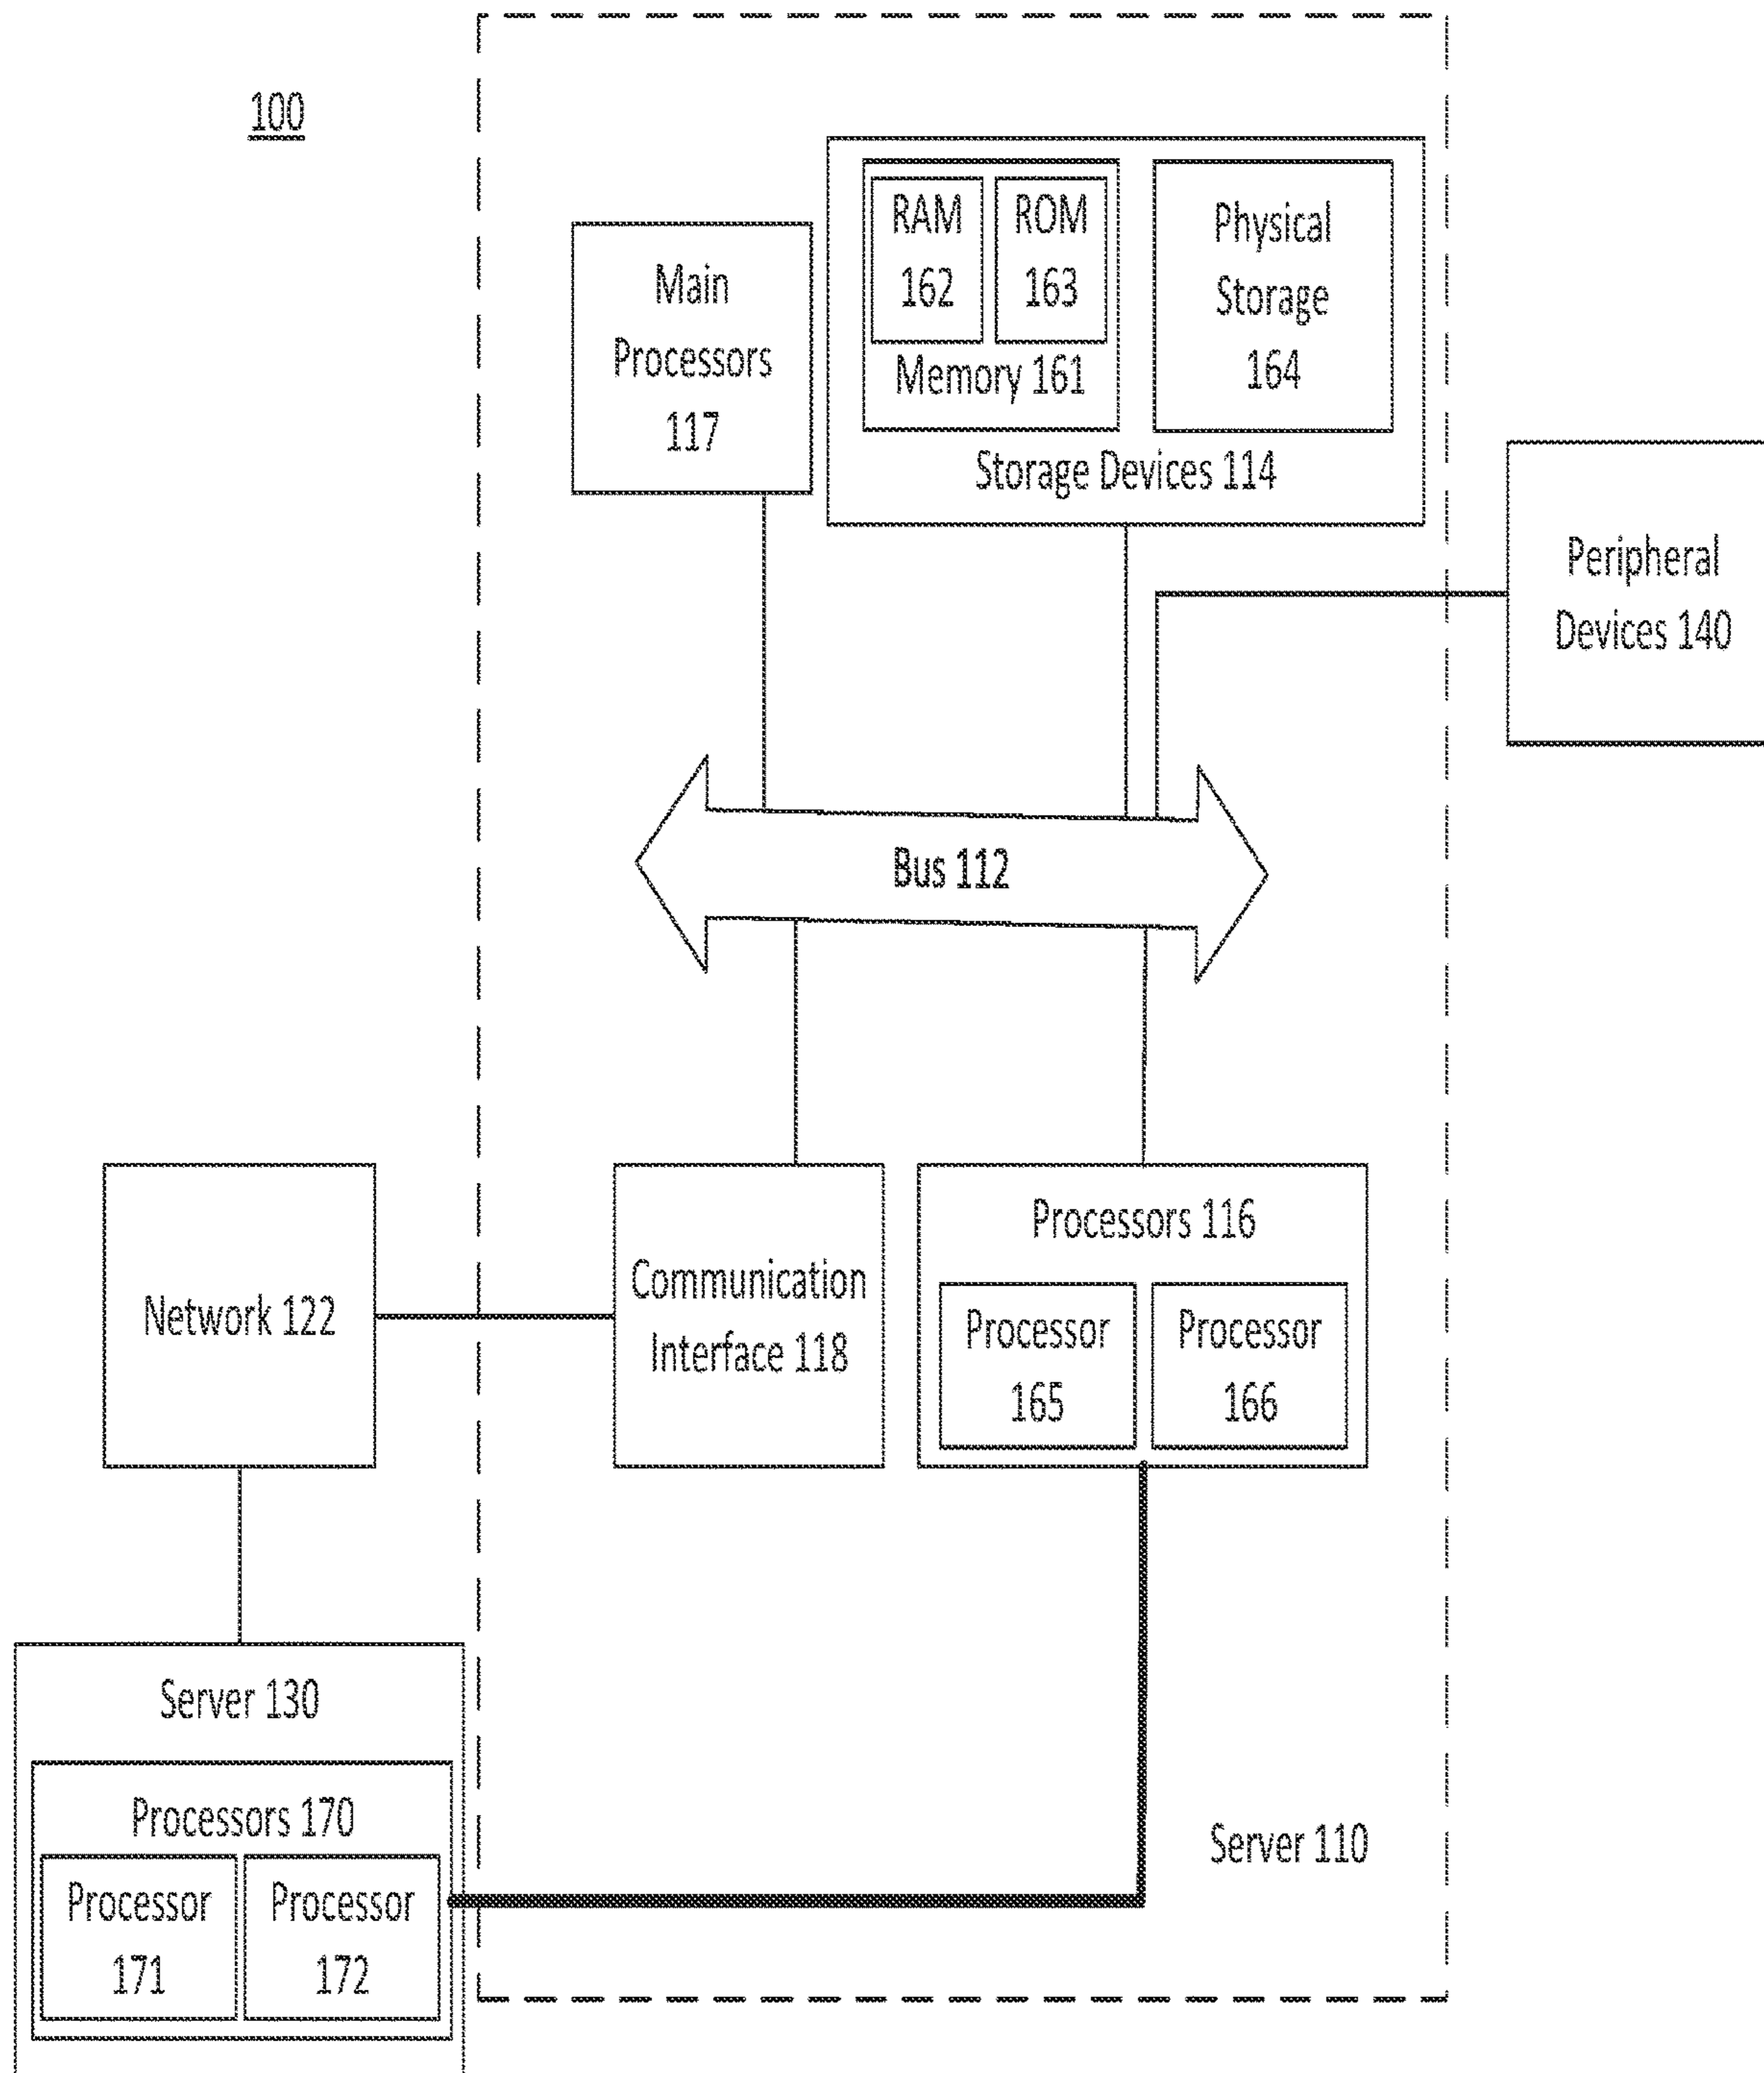 100
RAM
162
ROM
163
Memory 161
Physical
Storage
164
Storage Devices 114
Main
Processors
117
Peripheral
Devices 140
Bus 112
Network 122
Communication
Interface 118
Processors 116
Processor
165
Processor
166
Server 130
Processors 170
Processor
171
Processor
172
Server 110